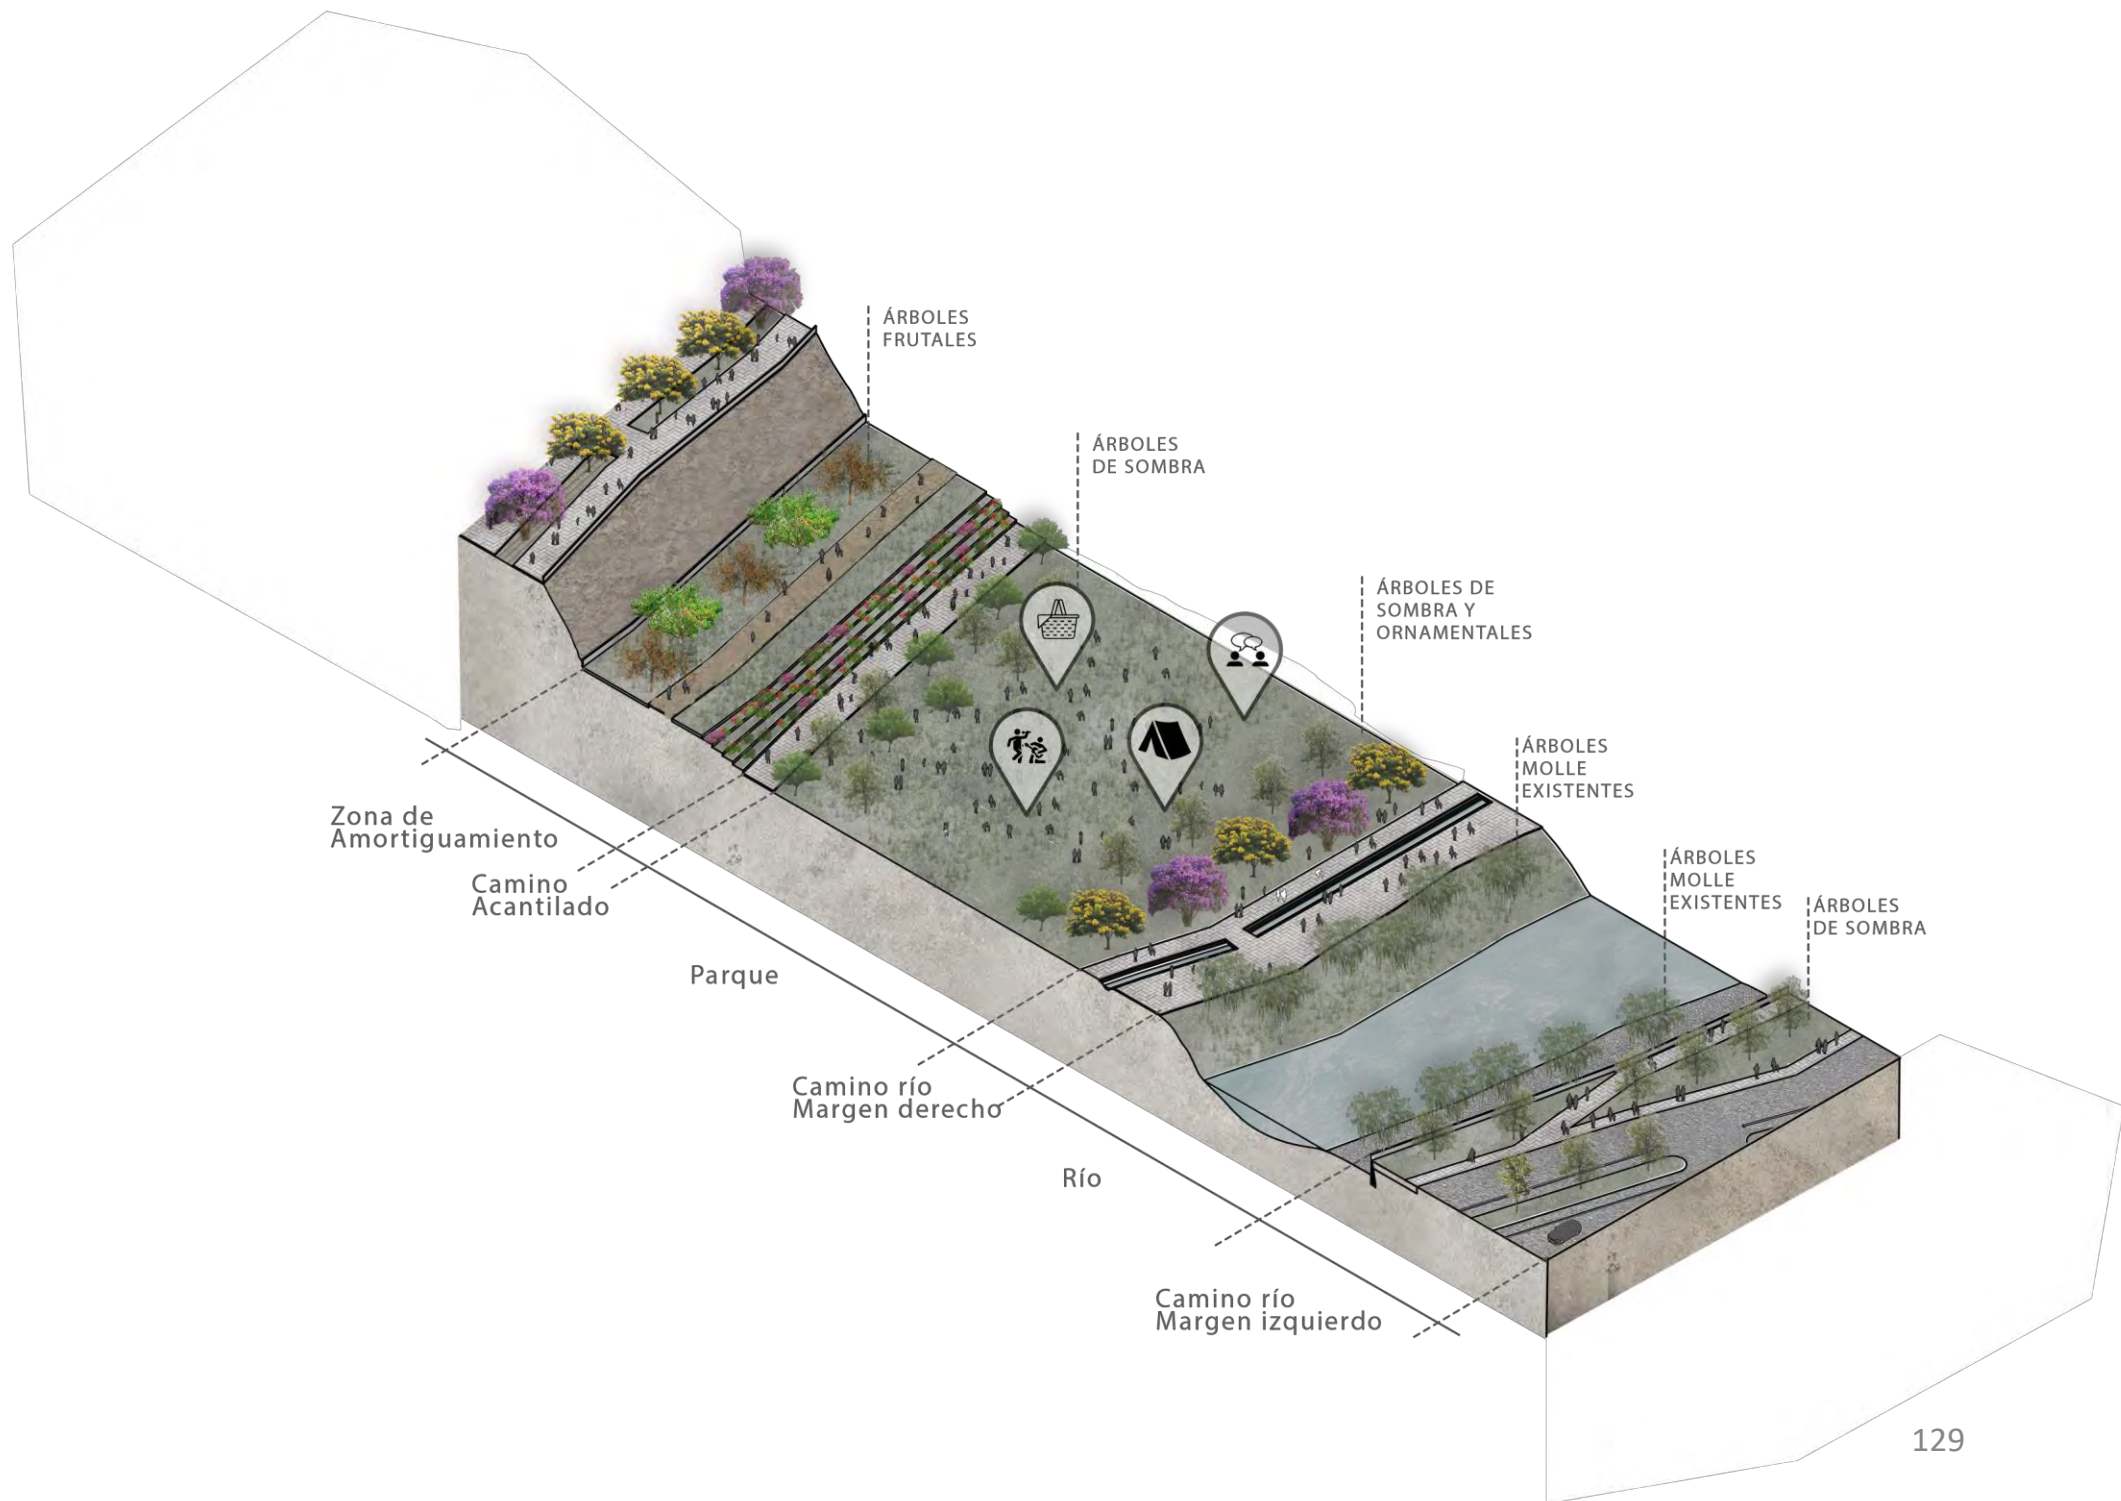 ÁRBOLES
FRUTALES
ÁRBOLES
DE SOMBRA
ÁRBOLES DE
SOMBRA Y
ORNAMENTALES
ÁRBOLES
MOLLE
EXISTENTES
ÁRBOLES
MOLLE
EXISTENTES
ÁRBOLES
DE SOMBRA
Zona de
Amortiguamiento
Camino
Acantilado
Parque
Camino río
Margen derecho
Río
Camino río
Margen izquierdo
129